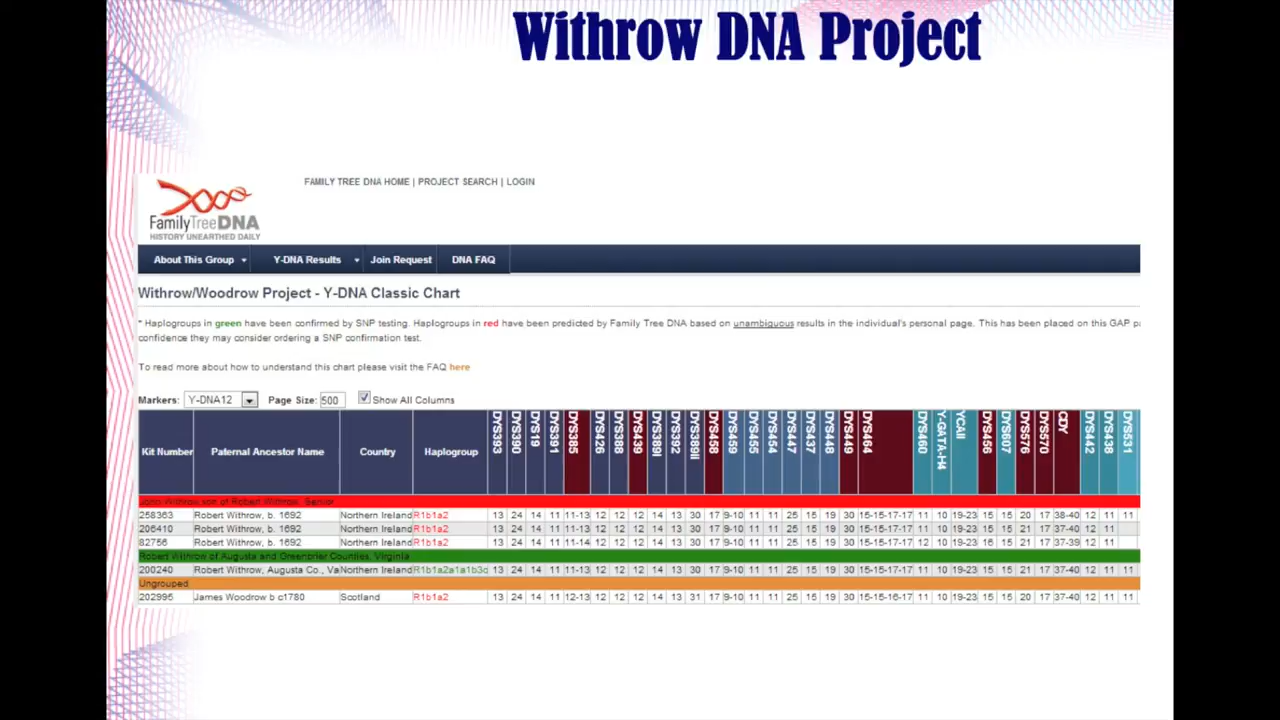 Withrow DNA Project
FAMILY TREE DNA HOME | PROJECT SEARCH | LOGIN
FamilyTreeDNA
HISTORY UNEARTHED DAILY
About This Group Y-DNA Results Join Request DNA FAQ
Withrow/Woodrow Project - Y-DNA Classic Chart
* Haplogroups in green have been confirmed by SNP testing. Haplogroups in red have been predicted by Family Tree DNA based on unambiguous results in the individual's personal page. This has been placed on this GAP pa
confidence they may consider ordering a SNP confirmation test.
To read more about how to understand this chart please visit the FAQ here
Markers: Y-DNA12 Page Size: 500 Show All Columns
Kit Number Paternal Ancestor Name Country Haplogroup DYS393 DYS390 DYS19 DYS391 DYS385 DYS426 DYS388 DYS439 DYS389I DYS392 DYS389II DYS458 DYS459 DYS455 DYS454 DYS447 DYS437 DYS448 DYS449 DYS464 DYS460 Y-GATA-H4 YCAII DYS456 DYS607 DYS576 DYS570 CDY DYS442 DYS438 DYS531
John Withrow son of Robert Withrow, Senior
258363 Robert Withrow, b. 1692 Northern Ireland R1b1a2 13 24 14 11 11-13 12 12 12 14 13 30 17 9-10 11 11 25 15 19 30 15-15-17-17 11 10 19-23 15 15 20 17 38-40 12 11 11
206410 Robert Withrow, b. 1692 Northern Ireland R1b1a2 13 24 14 11 11-13 12 12 12 14 13 30 17 9-10 11 11 25 15 19 30 15-15-17-17 11 10 19-23 15 15 21 17 37-40 12 11
82756 Robert Withrow, b. 1692 Northern Ireland R1b1a2 13 24 14 11 11-14 12 12 12 14 13 30 17 9-10 11 11 25 15 19 30 15-15-17-17 12 10 19-23 16 15 21 17 37-39 12 11
Robert Withrow of Augusta and Greenprier Counties, Virginia
200240 Robert Withrow, Augusta Co., Va Northern Ireland R1b1a2a1a1b3c 13 24 14 11 11-13 12 12 12 14 13 30 17 9-10 11 11 25 15 19 30 15-15-17-17 11 10 19-23 15 15 21 17 37-40 12 11 11
Ungrouped
202995 James Woodrow b c1780 Scotland R1b1a2 13 24 14 11 12-13 12 12 12 14 13 31 17 9-10 11 11 25 15 19 30 15-15-16-17 11 10 19-23 15 15 20 17 37-40 12 11 11